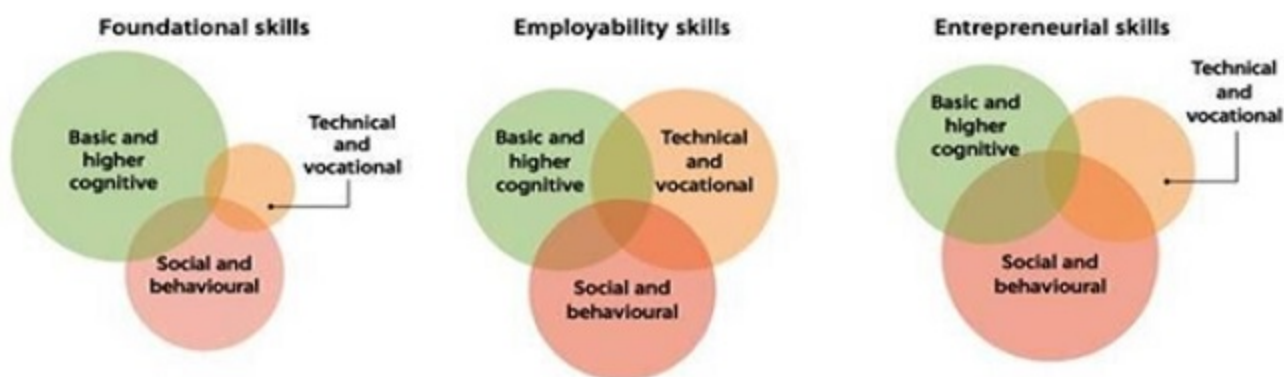 Foundational skills
Basic and
higher
cognitive
Technical
and
vocational
Social and
behavioural
Employability skills
Basic and
higher
cognitive
Technical
and
vocational
Social and
behavioural
Entrepreneurial skills
Basic and
higher
cognitive
Technical
and
vocational
Social and
behavioural